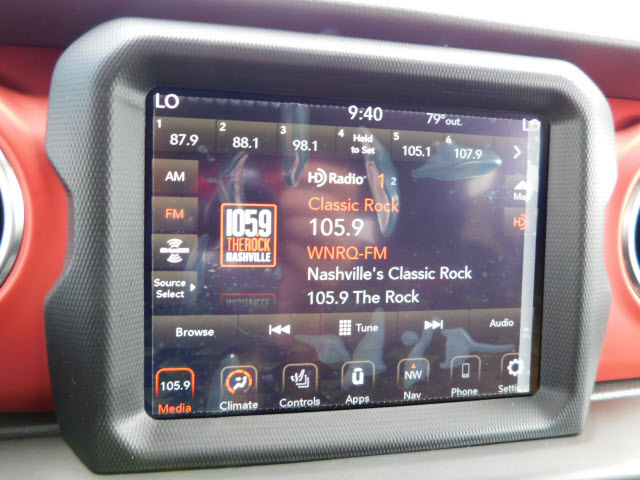 LO 9:40 79° out. LO
1 87.9 2 88.1 3 98.1 4 Held to Set 5 105.1 6 107.9
AM
HD Radio 1 2
Map
FM
Classic Rock
HD
105.9
THE ROCK
NASHVILLE
105.9
WNRQ-FM
Nashville's Classic Rock
Source
Select
105.9 The Rock
Browse Tune Audio
105.9 NW
Media Climate Controls Apps Nav Phone Settin